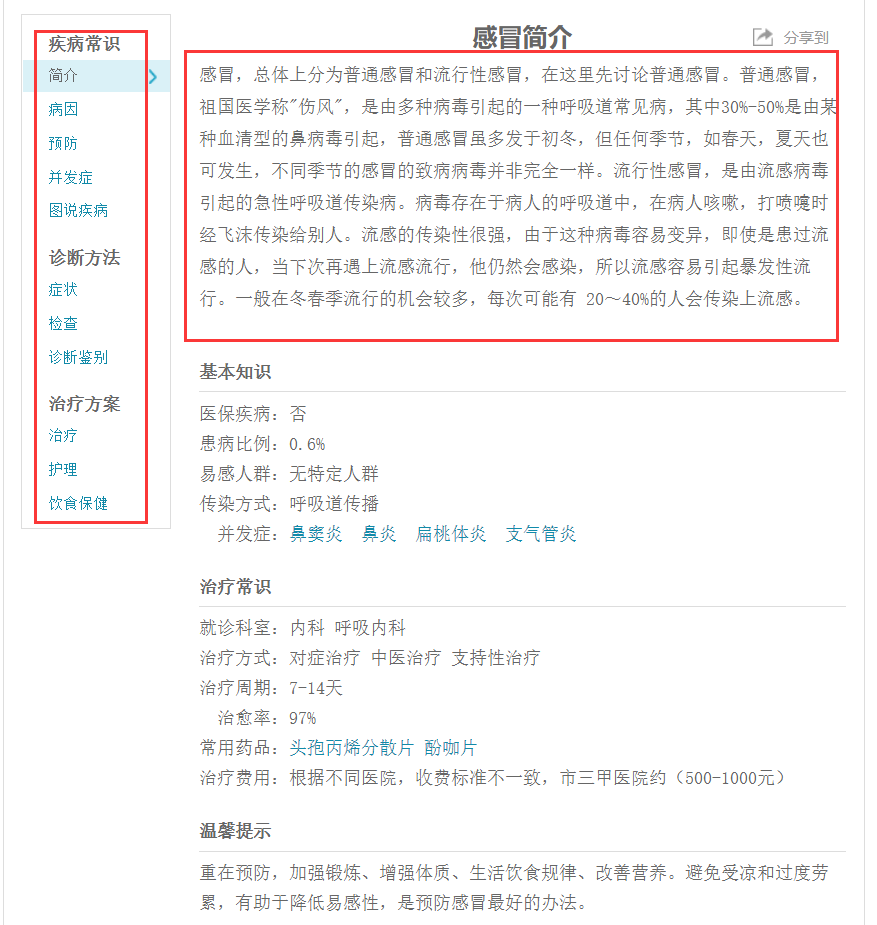 疾病常识
简介
病因
预防
并发症
图说疾病
诊断方法
症状
检查
诊断鉴别
治疗方案
治疗
护理
饮食保健
感冒简介
分享到
感冒，总体上分为普通感冒和流行性感冒，在这里先讨论普通感冒。普通感冒，
祖国医学称"伤风"，是由多种病毒引起的一种呼吸道常见病，其中30%-50%是由某
种血清型的鼻病毒引起，普通感冒虽多发于初冬，但任何季节，如春天，夏天也
可发生，不同季节的感冒的致病病毒并非完全一样。流行性感冒，是由流感病毒
引起的急性呼吸道传染病。病毒存在于病人的呼吸道中，在病人咳嗽，打喷嚏时
经飞沫传染给别人。流感的传染性很强，由于这种病毒容易变异，即使是患过流
感的人，当下次再遇上流感流行，他仍然会感染，所以流感容易引起暴发性流
行。一般在冬春季流行的机会较多，每次可能有 20～40%的人会传染上流感。
基本知识
医保疾病：否
患病比例：0.6%
易感人群：无特定人群
传染方式：呼吸道传播
并发症：鼻窦炎 鼻炎 扁桃体炎 支气管炎
治疗常识
就诊科室：内科 呼吸内科
治疗方式：对症治疗 中医治疗 支持性治疗
治疗周期：7-14天
治愈率：97%
常用药品：头孢丙烯分散片 酚咖片
治疗费用：根据不同医院，收费标准不一致，市三甲医院约（500-1000元）
温馨提示
重在预防，加强锻炼、增强体质、生活饮食规律、改善营养。避免受凉和过度劳
累，有助于降低易感性，是预防感冒最好的办法。